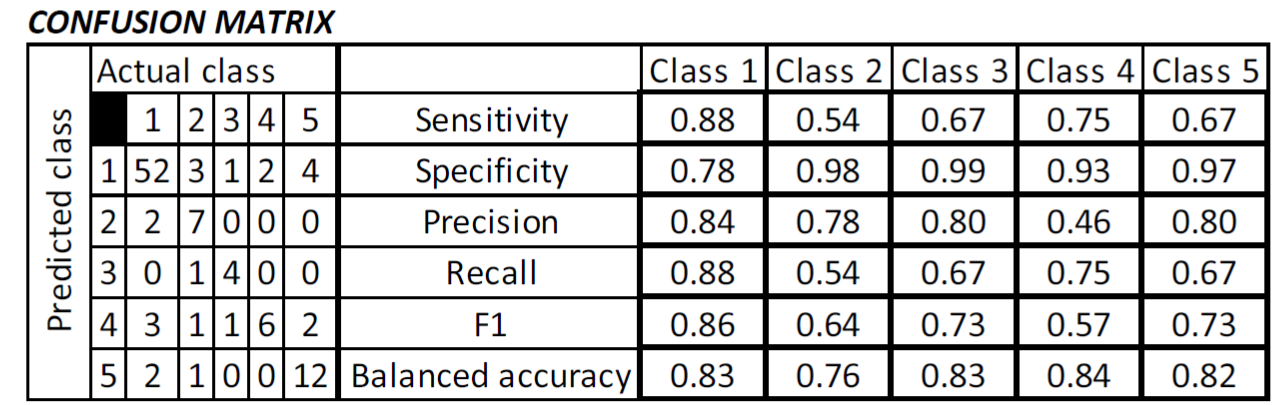 CONFUSION MATRIX
Predicted class
Actual class Class 1 Class 2 Class 3 Class 4 Class 5
1 2 3 4 5 Sensitivity 0.88 0.54 0.67 0.75 0.67
1 52 3 1 2 4 Specificity 0.78 0.98 0.99 0.93 0.97
2 2 7 0 0 0 Precision 0.84 0.78 0.80 0.46 0.80
3 0 1 4 0 0 Recall 0.88 0.54 0.67 0.75 0.67
4 3 1 1 6 2 F1 0.86 0.64 0.73 0.57 0.73
5 2 1 0 0 12 Balanced accuracy 0.83 0.76 0.83 0.84 0.82